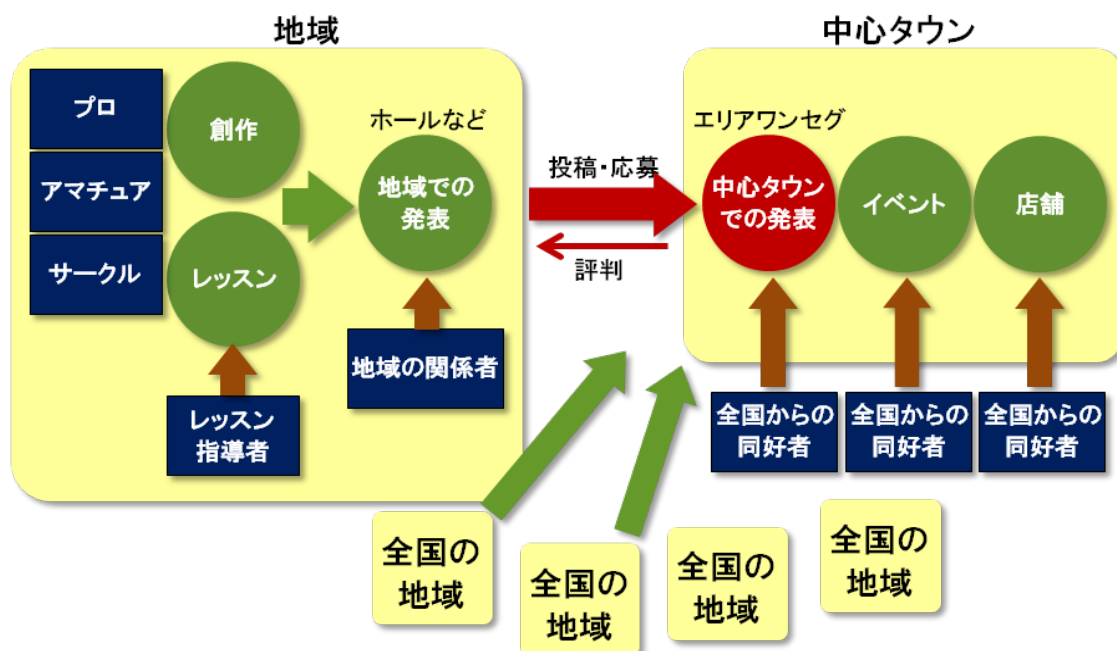 地域
中心タウン
プロ
アマチュア
サークル
創作
レッスン
ホールなど
地域での
発表
レッスン
指導者
地域の関係者
投稿・応募
評判
エリアワンセグ
中心タウン
での発表
イベント
店舗
全国からの
同好者
全国からの
同好者
全国からの
同好者
全国の
地域
全国の
地域
全国の
地域
全国の
地域